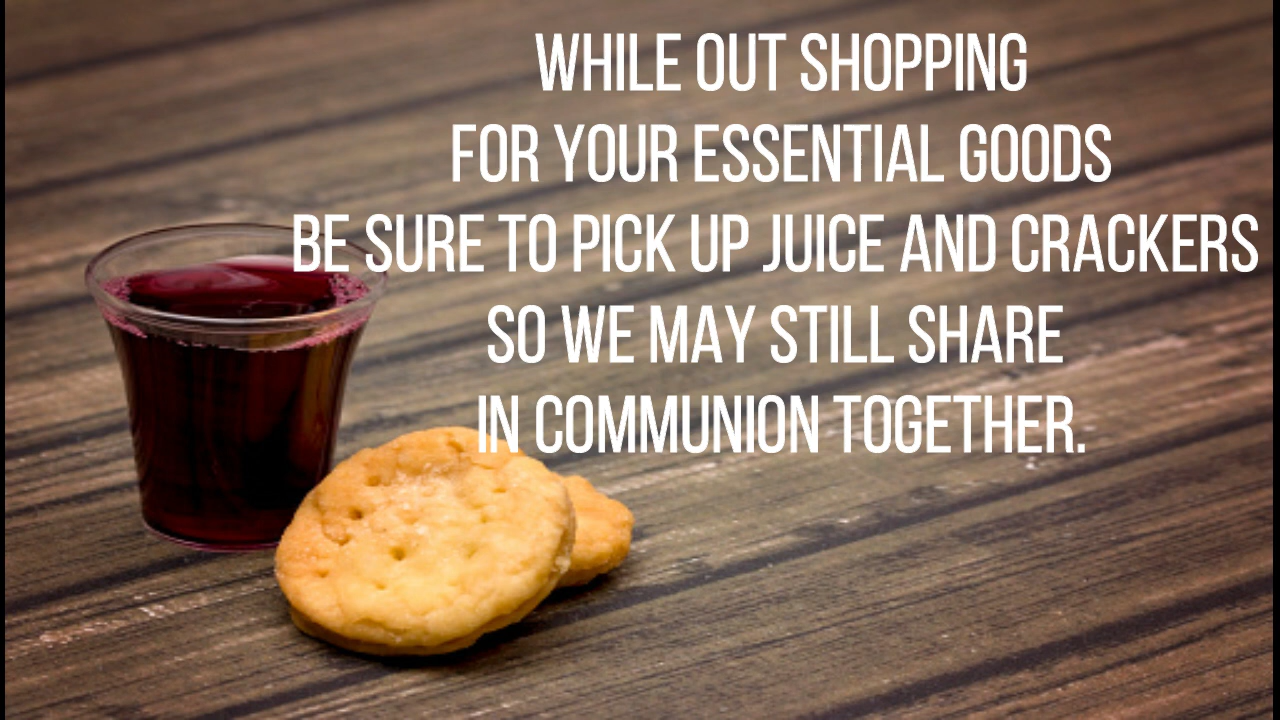 WHILE OUT SHOPPING
FOR YOUR ESSENTIAL GOODS
BE SURE TO PICK UP JUICE AND CRACKERS
SO WE MAY STILL SHARE
IN COMMUNION TOGETHER.